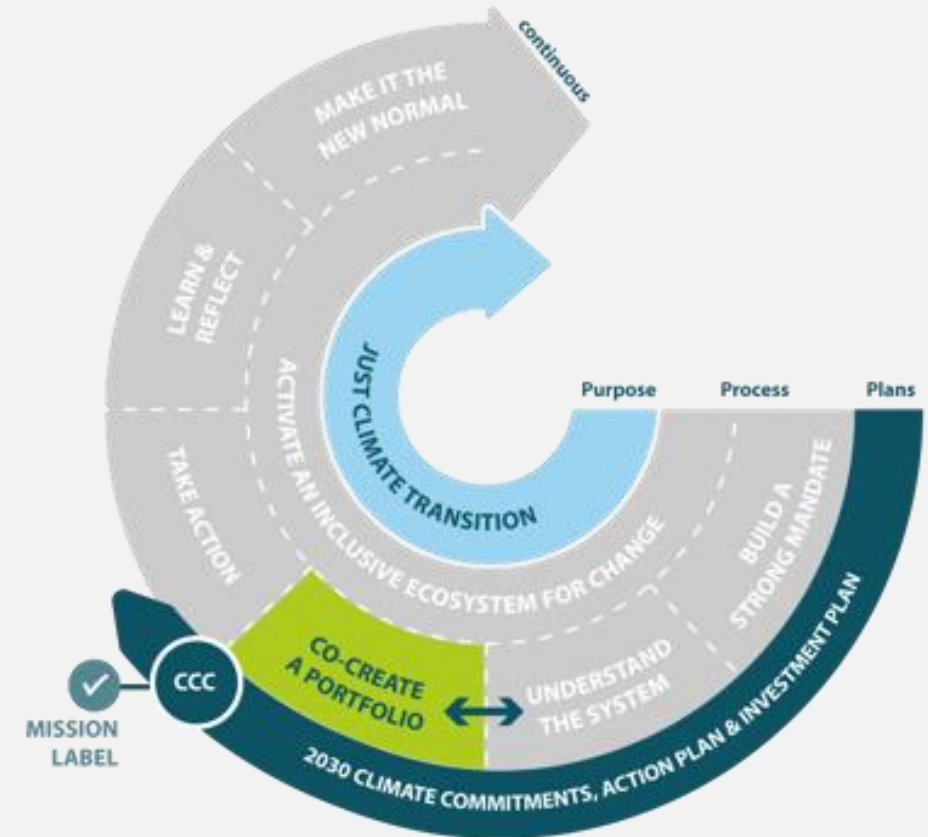 continuous
MAKE IT THE
NEW NORMAL
LEARN &
REFLECT
TAKE ACTION
ACTIVATE AN INCLUSIVE ECOSYSTEM FOR CHANGE
JUST CLIMATE TRANSITION
Purpose
Process
Plans
BUILD A
STRONG MANDATE
UNDERSTAND
THE SYSTEM
CO-CREATE
A PORTFOLIO
CCC
MISSION
LABEL
2030 CLIMATE COMMITMENTS, ACTION PLAN & INVESTMENT PLAN